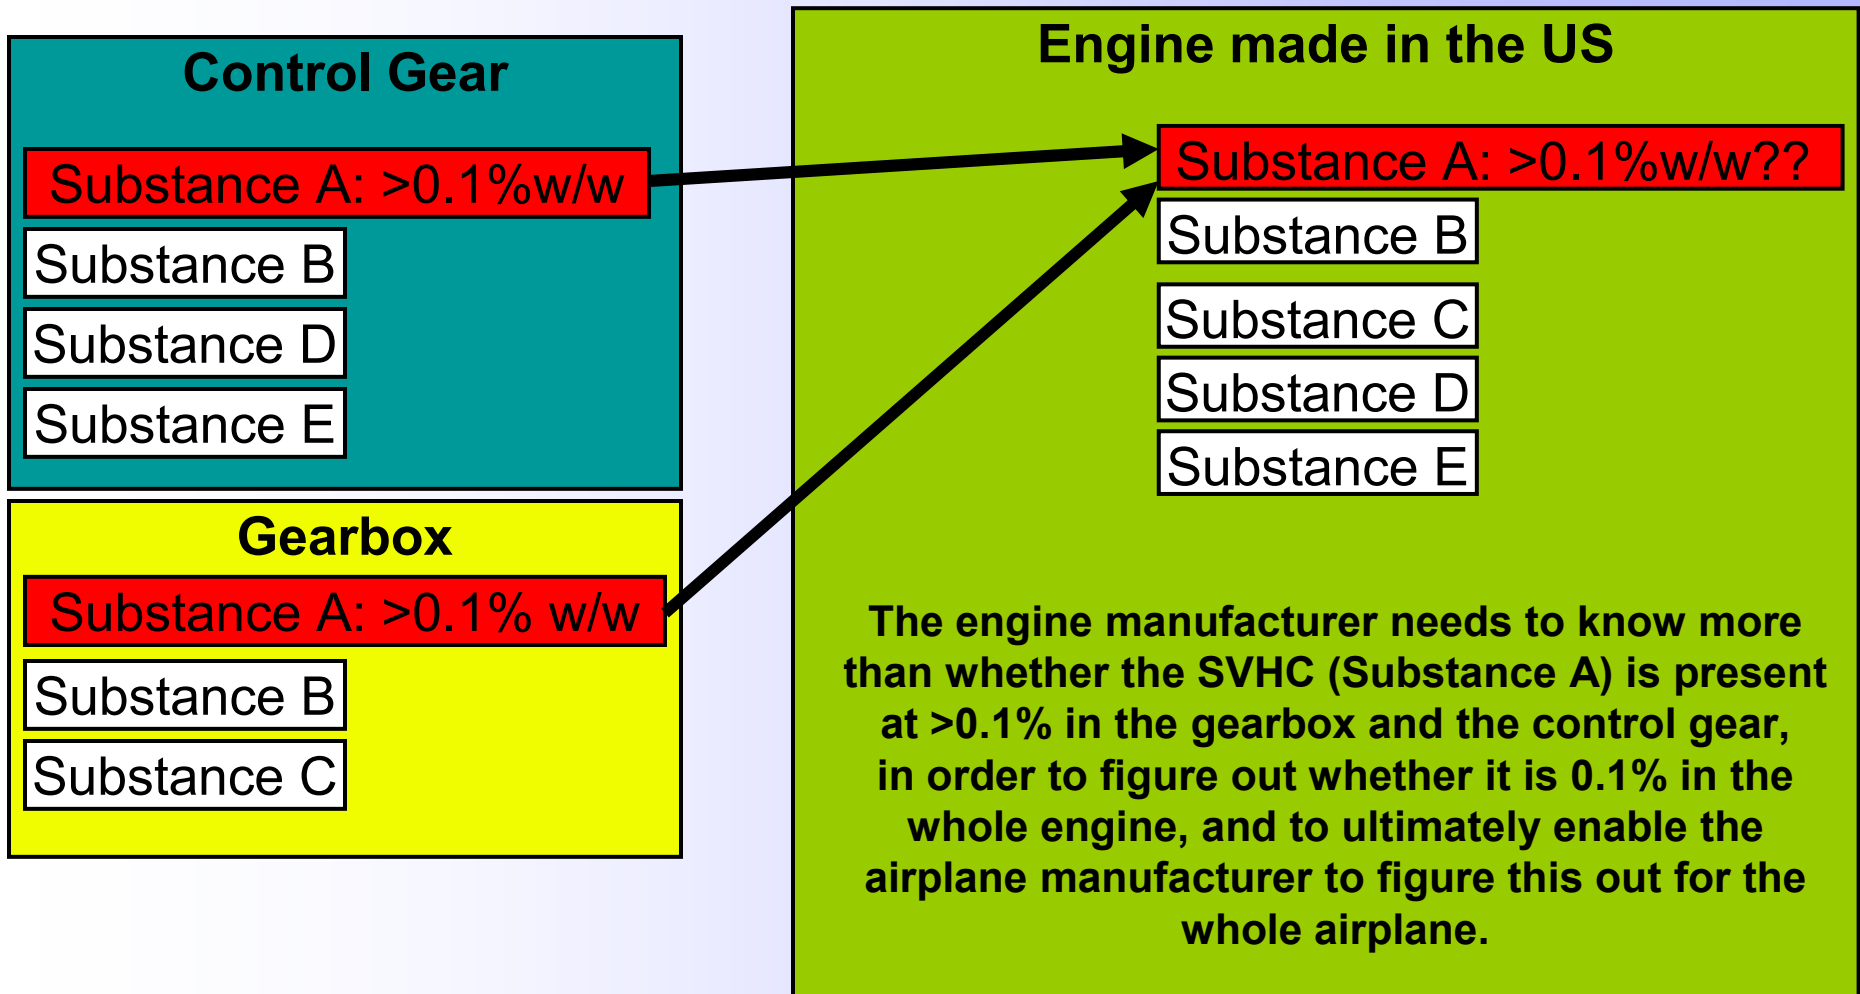 Control Gear
Substance A: >0.1%w/w
Substance B
Substance D
Substance E
Gearbox
Substance A: >0.1% w/w
Substance B
Substance C
Engine made in the US
Substance A: >0.1%w/w??
Substance B
Substance C
Substance D
Substance E
The engine manufacturer needs to know more
than whether the SVHC (Substance A) is present
at >0.1% in the gearbox and the control gear,
in order to figure out whether it is 0.1% in the
whole engine, and to ultimately enable the
airplane manufacturer to figure this out for the
whole airplane.